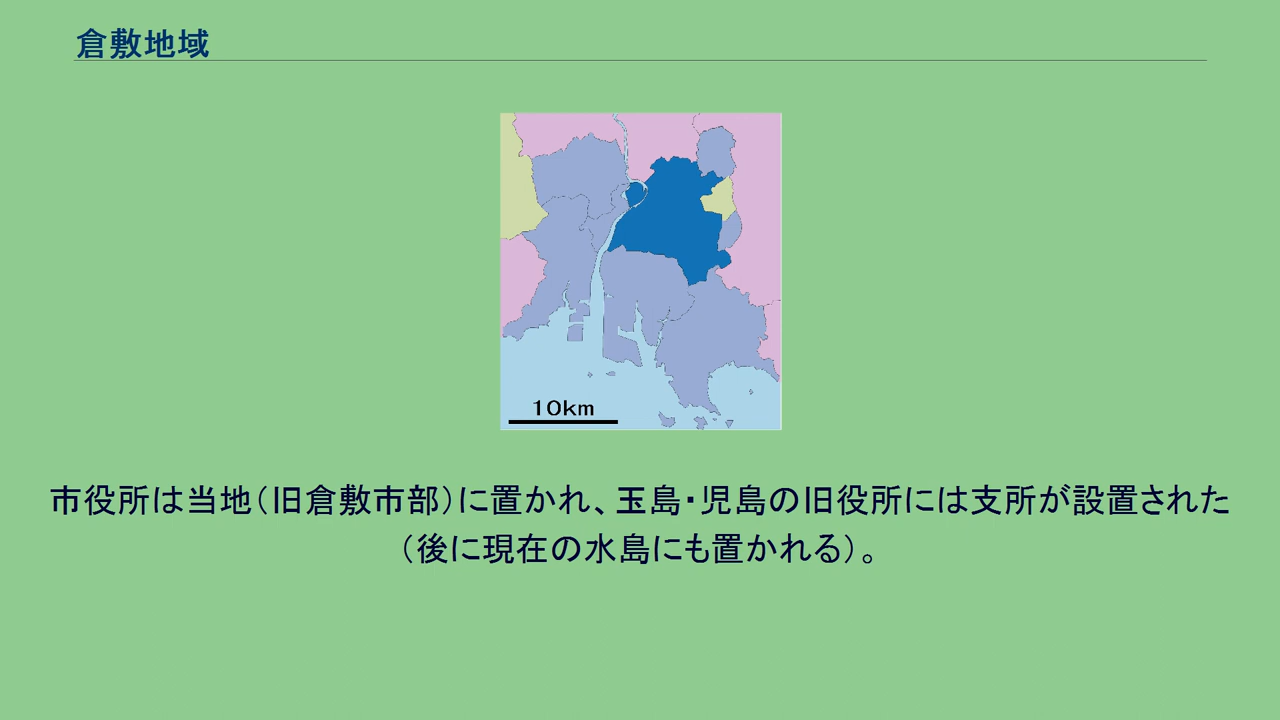 倉敷地域
10km
市役所は当地(旧倉敷市部)に置かれ、玉島・児島の旧役所には支所が設置された
(後に現在の水島にも置かれる)。